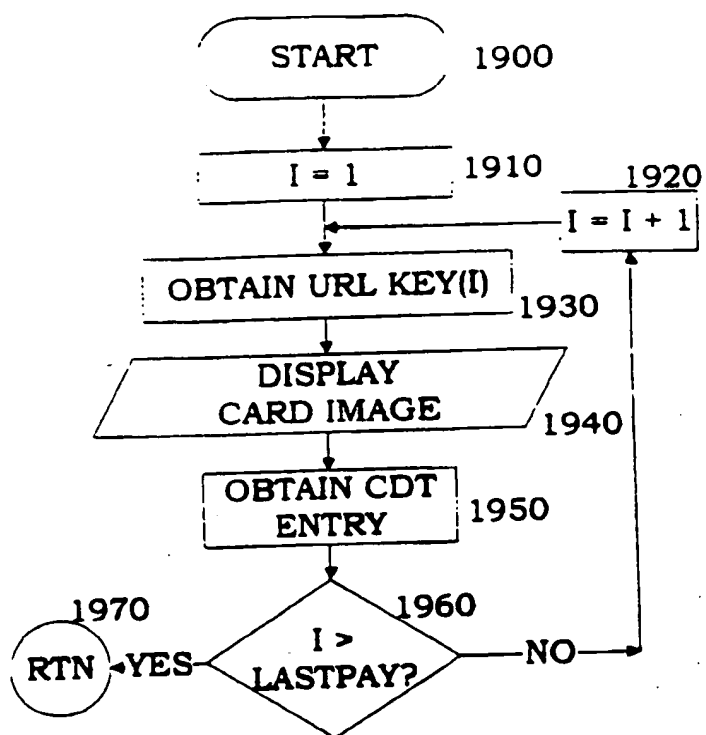 START 1900
I = 1 1910
1920
I = I + 1
OBTAIN URL KEY(I)
1930
DISPLAY
CARD IMAGE
1940
OBTAIN CDT
ENTRY
1950
1960
I >
LASTPAY?
NO
YES
1970
RTN